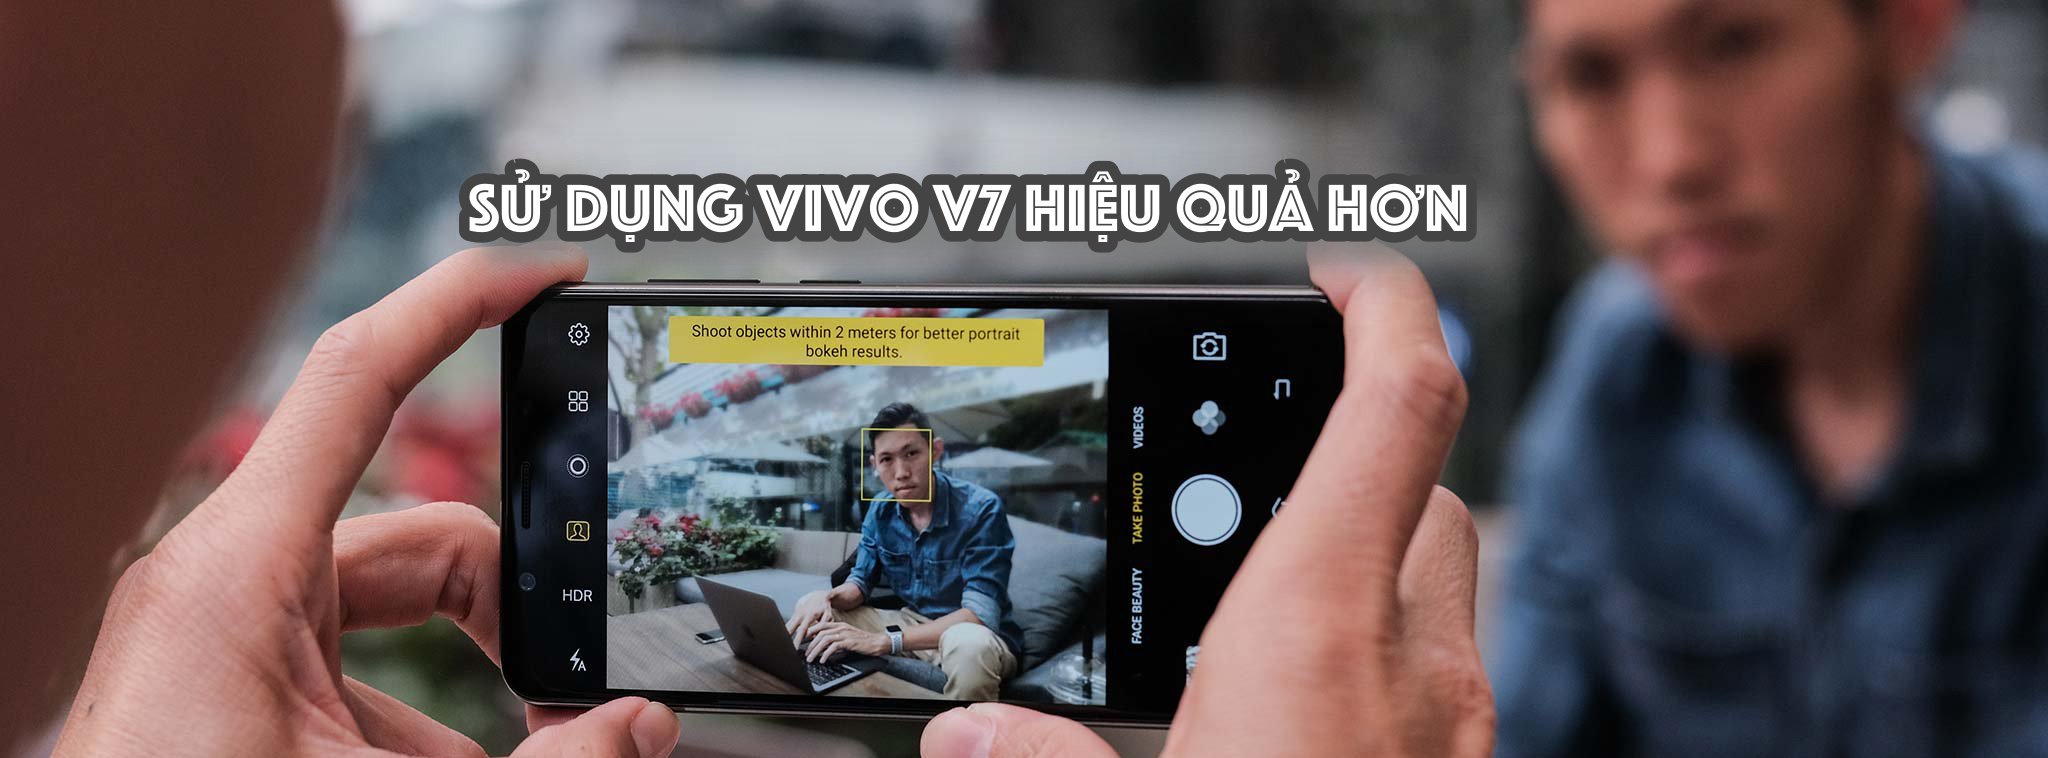 SỬ DỤNG VIVO V7 HIỆU QUẢ HƠN
Shoot objects within 2 meters for better portrait
bokeh results.
HDR
A
VIDEOS
TAKE PHOTO
FACE BEAUTY